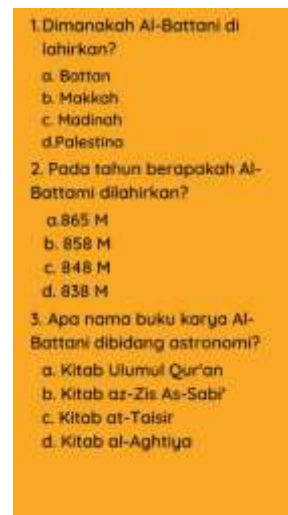 1.Dimanakah Al-Battani di
lahirkan?
a. Battan
b. Makkah
c. Madinah
d.Palestina
2. Pada tahun berapakah Al-
Battami dilahirkan?
a.865 M
b. 858 M
c. 848 M
d. 838 M
3. Apa nama buku karya Al-
Battani dibidang astronomi?
a. Kitab Ulumul Qur'an
b. Kitab az-Zis As-Sabi'
c. Kitab at-Taisir
d. Kitab al-Aghtiya